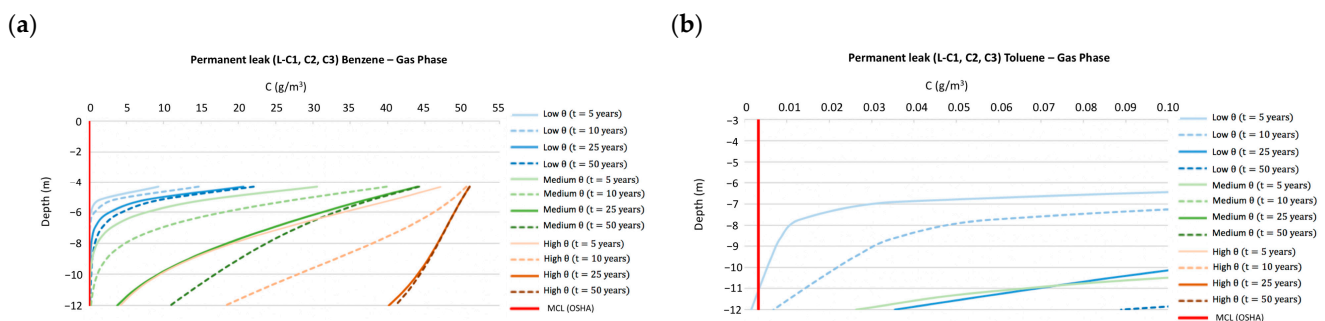 (a)
Permanent leak (L-C1, C2, C3) Benzene – Gas Phase
C (g/m³)
0 5 10 15 20 25 30 35 40 45 50 55
0
−2
−4
−6
−8
−10
−12
Depth (m)
Low θ (t = 5 years)
Low θ (t = 10 years)
Low θ (t = 25 years)
Low θ (t = 50 years)
Medium θ (t = 5 years)
Medium θ (t = 10 years)
Medium θ (t = 25 years)
Medium θ (t = 50 years)
High θ (t = 5 years)
High θ (t = 10 years)
High θ (t = 25 years)
High θ (t = 50 years)
MCL (OSHA)
(b)
Permanent leak (L-C1, C2, C3) Toluene – Gas Phase
C (g/m³)
0 0.01 0.02 0.03 0.04 0.05 0.06 0.07 0.08 0.09 0.10
−3
−4
−5
−6
−7
−8
−9
−10
−11
−12
Depth (m)
Low θ (t = 5 years)
Low θ (t = 10 years)
Low θ (t = 25 years)
Low θ (t = 50 years)
Medium θ (t = 5 years)
Medium θ (t = 10 years)
Medium θ (t = 25 years)
Medium θ (t = 50 years)
High θ (t = 5 years)
High θ (t = 10 years)
High θ (t = 25 years)
High θ (t = 50 years)
MCL (OSHA)